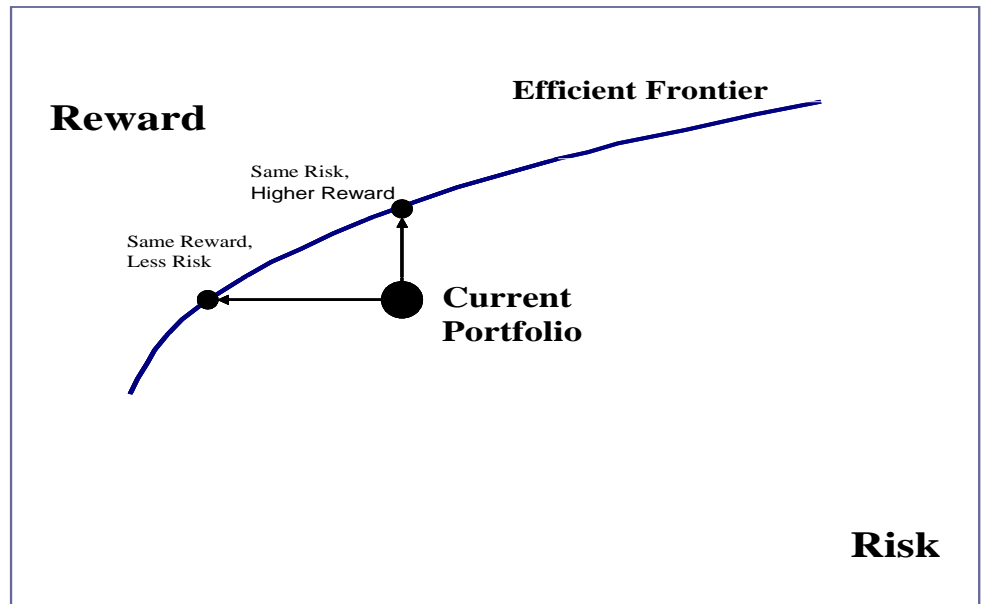 Efficient Frontier
Reward
Same Risk,
Higher Reward
Same Reward,
Less Risk
Current
Portfolio
Risk